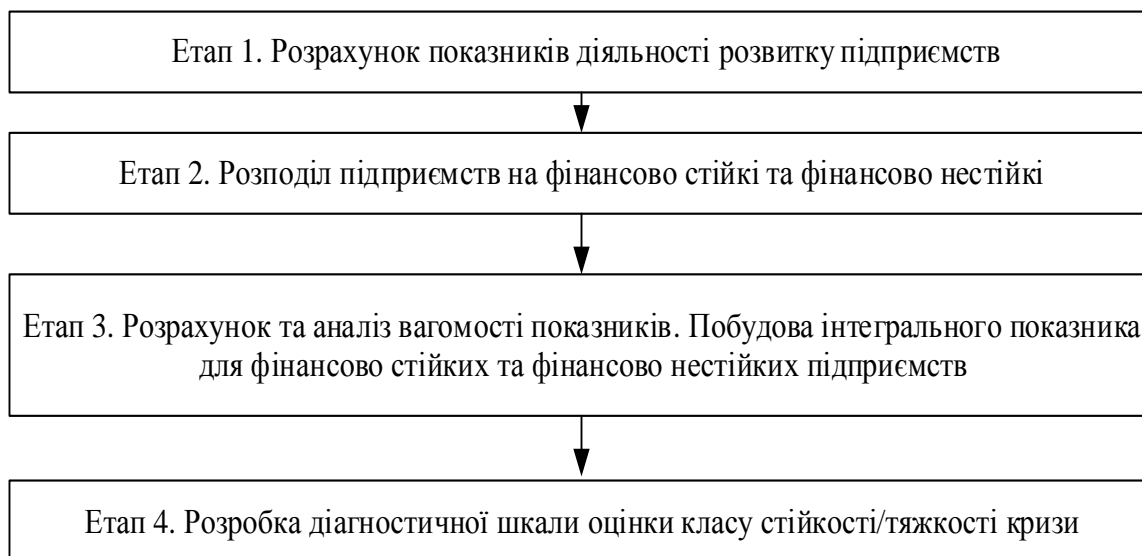 Етап 1. Розрахунок показників діяльності розвитку підприємств
Етап 2. Розподіл підприємств на фінансово стійкі та фінансово нестійкі
Етап 3. Розрахунок та аналіз вагомості показників. Побудова інтегрального показника
для фінансово стійких та фінансово нестійких підприємств
Етап 4. Розробка діагностичної шкали оцінки класу стійкості/тяжкості кризи